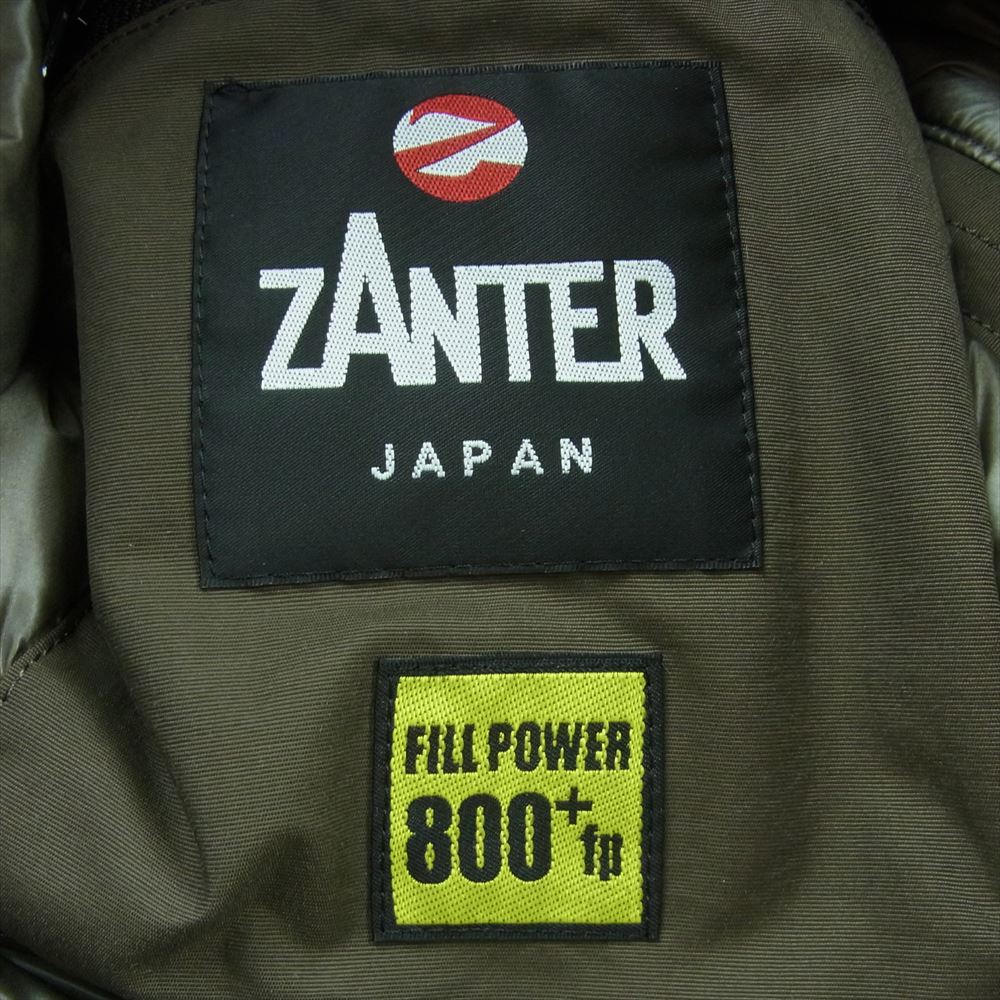 Z
ZANTER
JAPAN
FILL POWER
800+fp